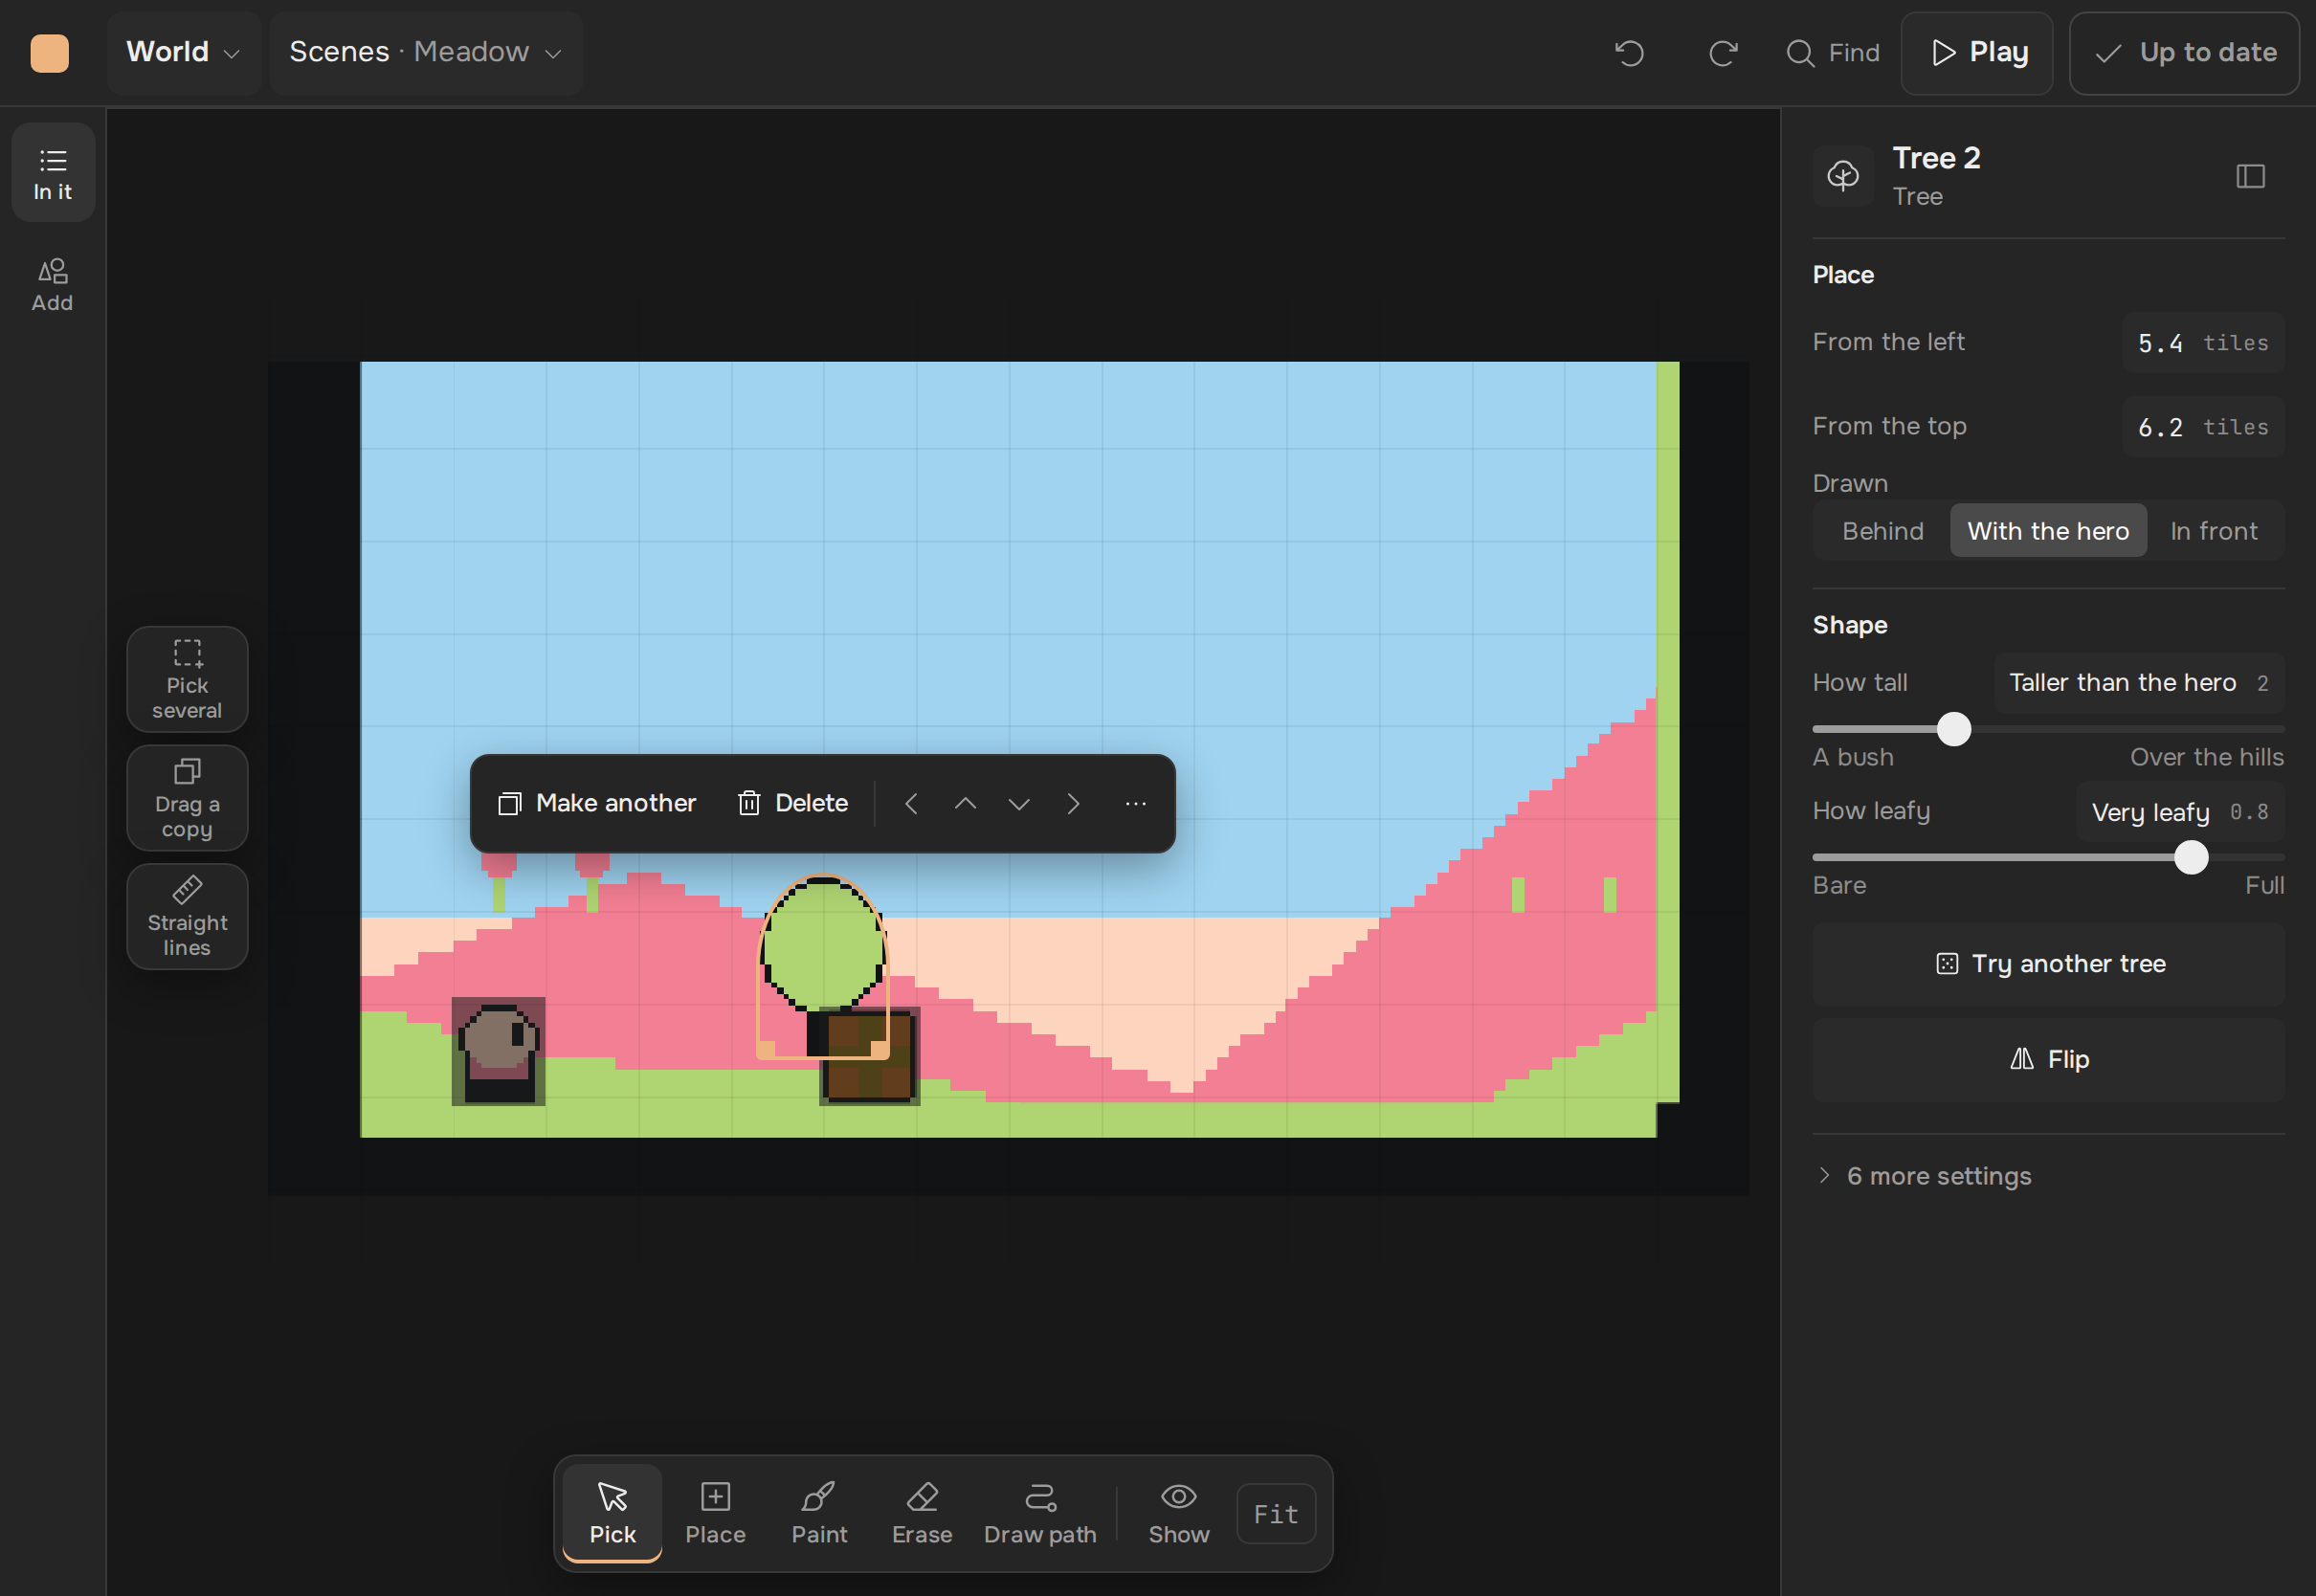 World
Scenes · Meadow
Find
Play
Up to date
In it
Add
Pick
several
Drag a
copy
Straight
lines
Make another
Delete
Pick
Place
Paint
Erase
Draw path
Show
Fit
Tree 2
Tree
Place
From the left
5.4 tiles
From the top
6.2 tiles
Drawn
Behind
With the hero
In front
Shape
How tall
Taller than the hero 2
A bush
Over the hills
How leafy
Very leafy 0.8
Bare
Full
Try another tree
Flip
6 more settings